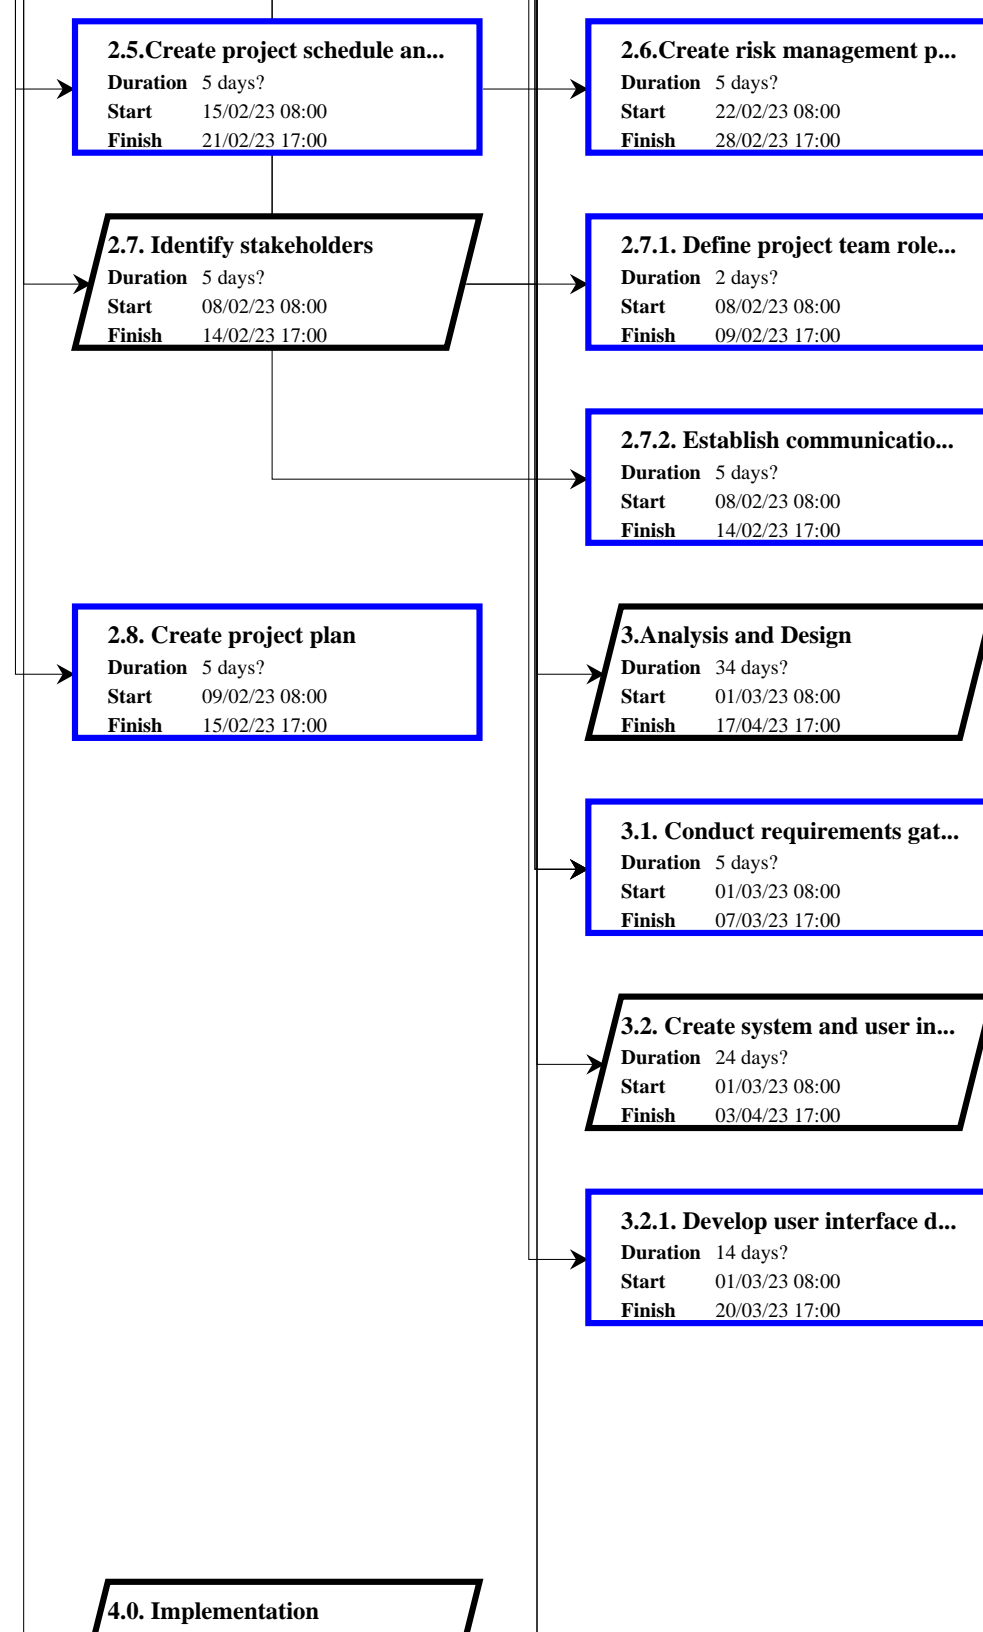 2.5.Create project schedule an...
Duration 5 days?
Start 15/02/23 08:00
Finish 21/02/23 17:00
2.6.Create risk management p...
Duration 5 days?
Start 22/02/23 08:00
Finish 28/02/23 17:00
2.7. Identify stakeholders
Duration 5 days?
Start 08/02/23 08:00
Finish 14/02/23 17:00
2.7.1. Define project team role...
Duration 2 days?
Start 08/02/23 08:00
Finish 09/02/23 17:00
2.7.2. Establish communicatio...
Duration 5 days?
Start 08/02/23 08:00
Finish 14/02/23 17:00
2.8. Create project plan
Duration 5 days?
Start 09/02/23 08:00
Finish 15/02/23 17:00
3.Analysis and Design
Duration 34 days?
Start 01/03/23 08:00
Finish 17/04/23 17:00
3.1. Conduct requirements gat...
Duration 5 days?
Start 01/03/23 08:00
Finish 07/03/23 17:00
3.2. Create system and user in...
Duration 24 days?
Start 01/03/23 08:00
Finish 03/04/23 17:00
3.2.1. Develop user interface d...
Duration 14 days?
Start 01/03/23 08:00
Finish 20/03/23 17:00
4.0. Implementation